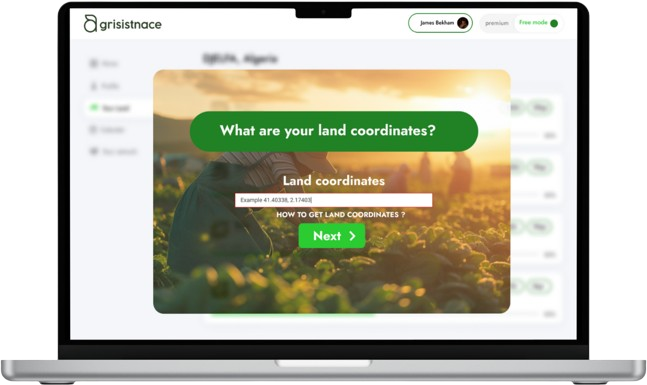 agrisistnace
James Bekham
premium
Free mode
DJELFA, Algeria
What are your land coordinates?
Land coordinates
Example 41.40338, 2.17403
HOW TO GET LAND COORDINATES ?
Next